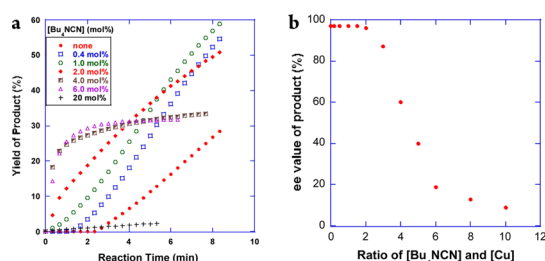 a
[Bu4NCN] (mol%)
none
0.4 mol%
1.0 mol%
2.0 mol%
4.0 mol%
6.0 mol%
20 mol%
Yield of Product (%)
60
50
40
30
20
10
0
0 2 4 6 8 10
Reaction Time (min)
b
ee value of product (%)
100
80
60
40
20
0
0 2 4 6 8 10 12
Ratio of [Bu4NCN] and [Cu]